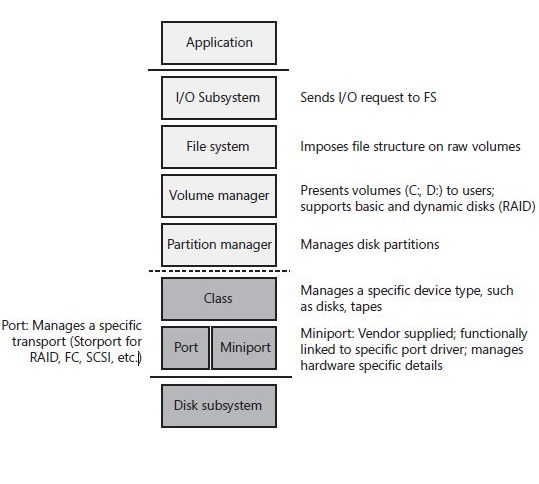 Application
I/O Subsystem
Sends I/O request to FS
File system
Imposes file structure on raw volumes
Volume manager
Presents volumes (C:, D:) to users;
supports basic and dynamic disks (RAID)
Partition manager
Manages disk partitions
Class
Manages a specific device type, such
as disks, tapes
Port: Manages a specific
transport (Storport for
RAID, FC, SCSI, etc.)
Port
Miniport
Miniport: Vendor supplied; functionally
linked to specific port driver; manages
hardware specific details
Disk subsystem